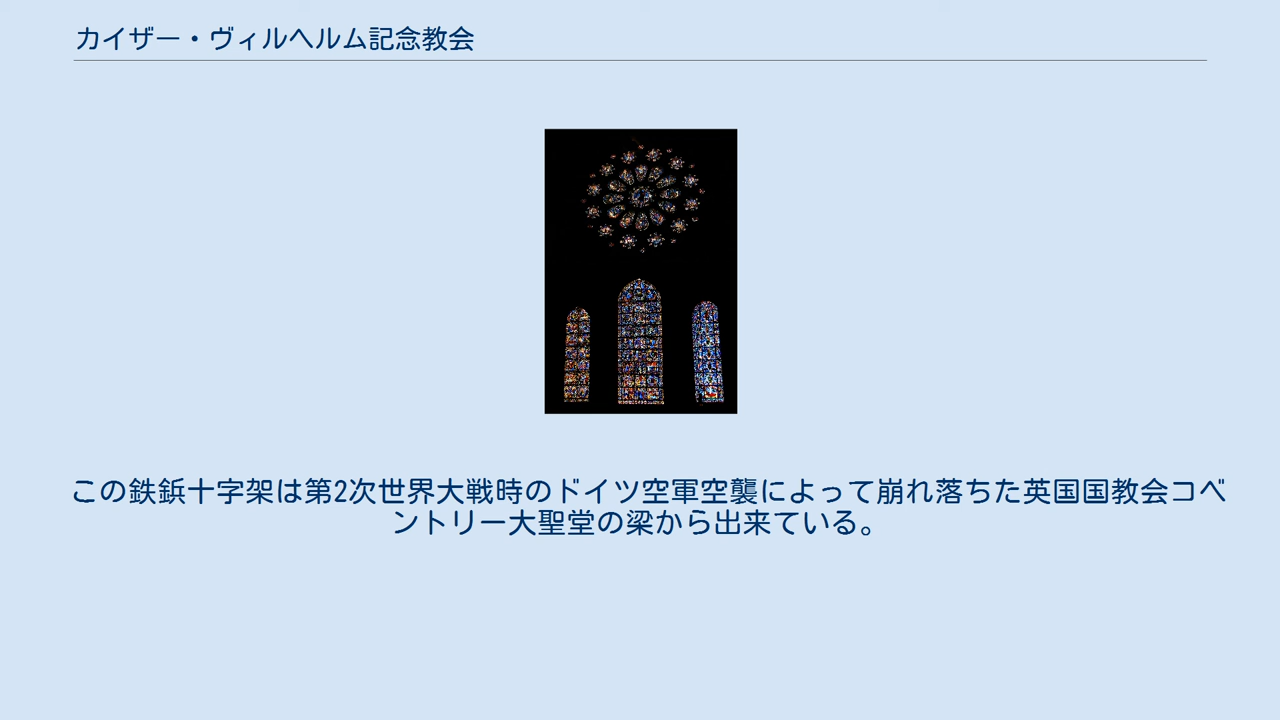 カイザー・ヴィルヘルム記念教会
この鉄鋲十字架は第2次世界大戦時のドイツ空軍空襲によって崩れ落ちた英国国教会コベ
ントリー大聖堂の梁から出来ている。